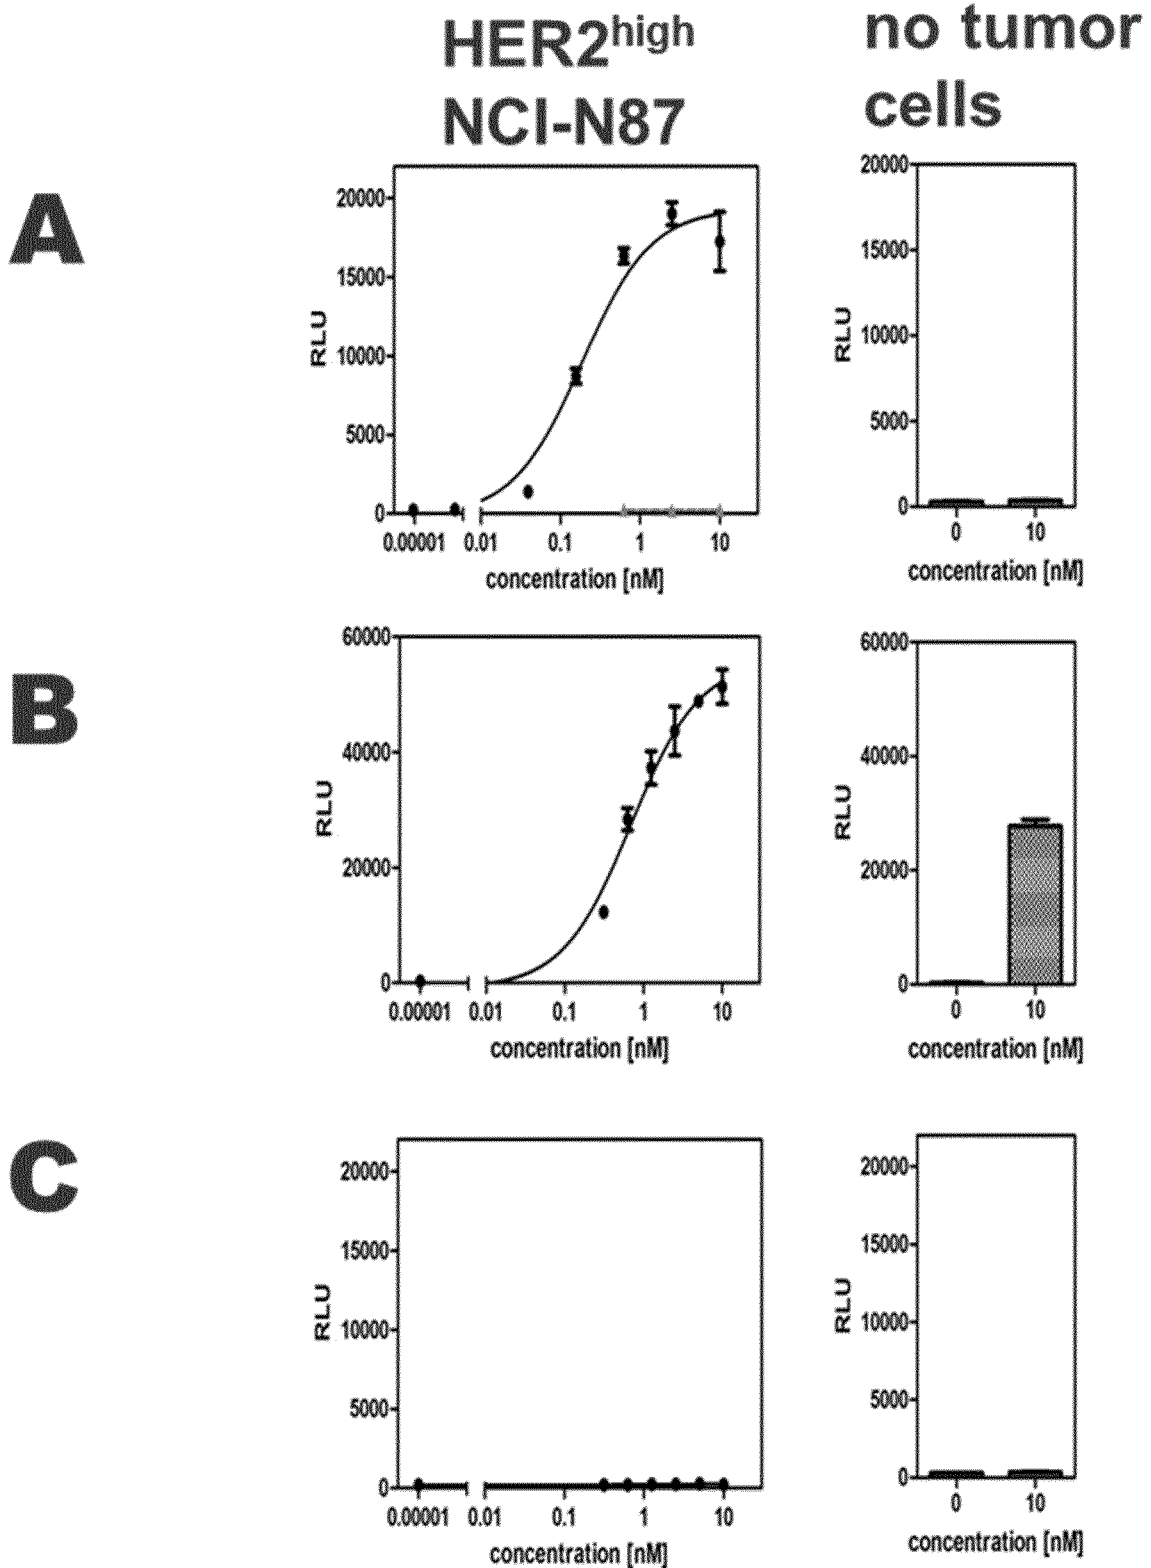 HER2high
NCI-N87
no tumor
cells
A
RLU
20000
15000
10000
5000
0
0.00001 0.01 0.1 1 10
concentration [nM]
RLU
20000
15000
10000
5000
0
0 10
concentration [nM]
B
RLU
60000
40000
20000
0
0.00001 0.01 0.1 1 10
concentration [nM]
RLU
60000
40000
20000
0
0 10
concentration [nM]
C
RLU
20000
15000
10000
5000
0
0.00001 0.01 0.1 1 10
concentration [nM]
RLU
20000
15000
10000
5000
0
0 10
concentration [nM]